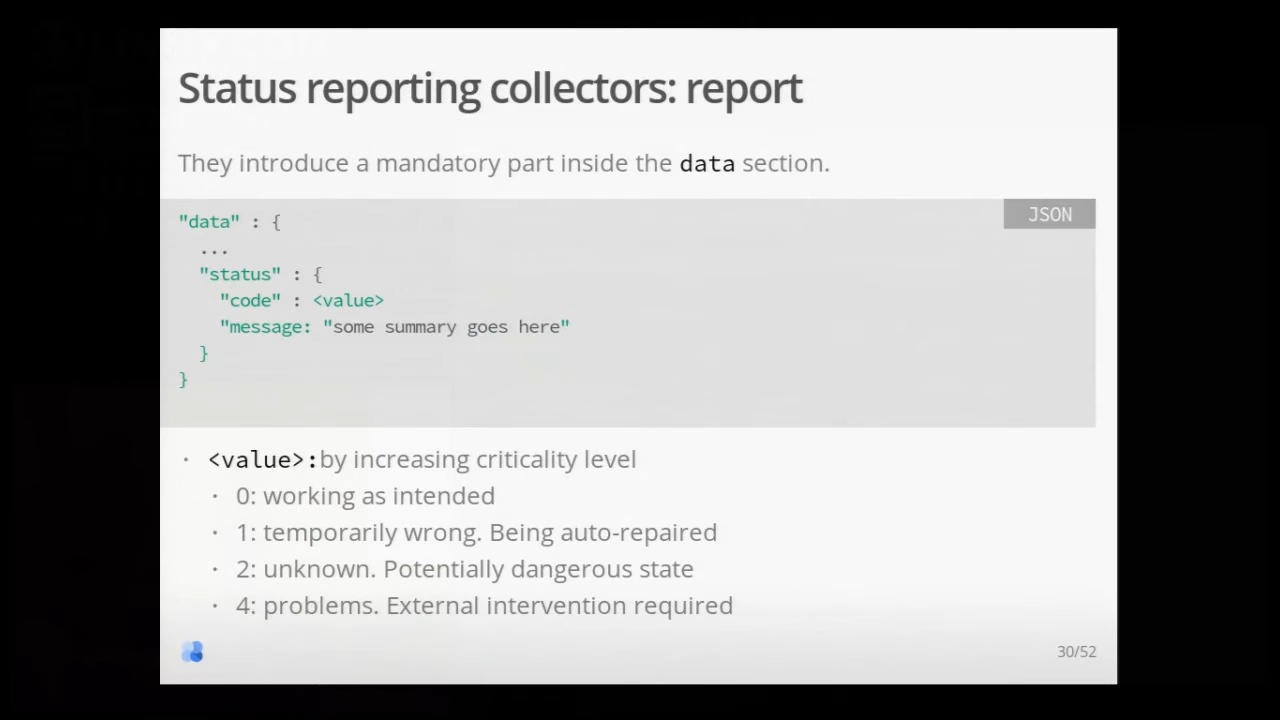 Status reporting collectors: report
They introduce a mandatory part inside the data section.
JSON
"data" : {
...
"status" : {
"code" : <value>
"message: "some summary goes here"
}
}
· <value>:by increasing criticality level
· 0: working as intended
· 1: temporarily wrong. Being auto-repaired
· 2: unknown. Potentially dangerous state
· 4: problems. External intervention required
30/52